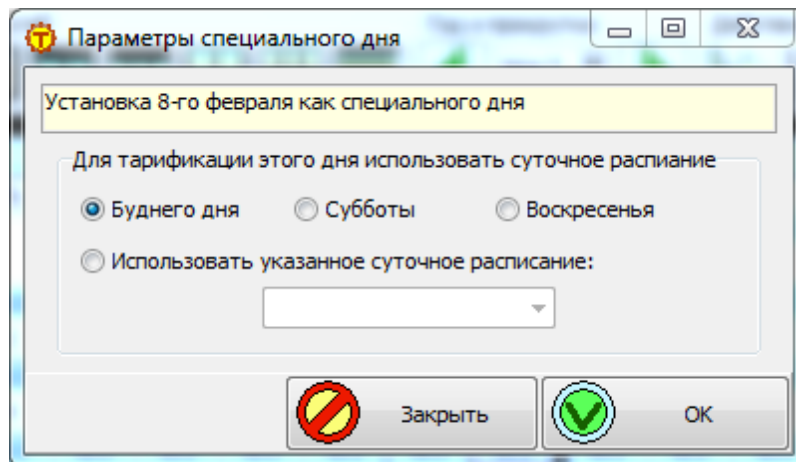 Параметры специального дня
Установка 8-го февраля как специального дня
Для тарификации этого дня использовать суточное распиание
Буднего дня Субботы Воскресенья
Использовать указанное суточное расписание:
Закрыть ОК